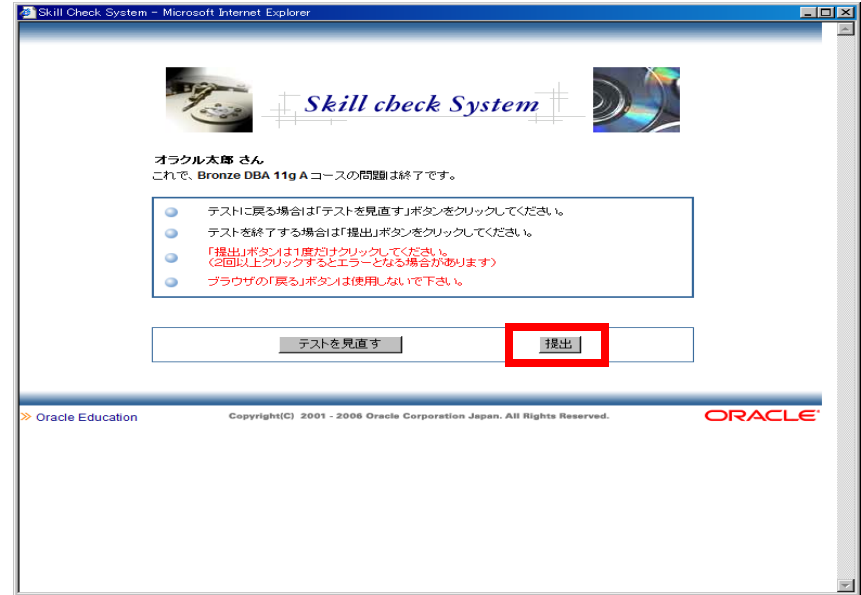 Skill Check System - Microsoft Internet Explorer
Skill check System
オラクル太郎 さん
これで、Bronze DBA 11g A コースの問題は終了です。
テストに戻る場合は「テストを見直す」ボタンをクリックしてください。
テストを終了する場合は「提出」ボタンをクリックしてください。
「提出」ボタンは1度だけクリックしてください。
(2回以上クリックするとエラーとなる場合があります)
ブラウザの「戻る」ボタンは使用しないで下さい。
テストを見直す 提出
Oracle Education Copyright(C) 2001 - 2006 Oracle Corporation Japan. All Rights Reserved. ORACLE